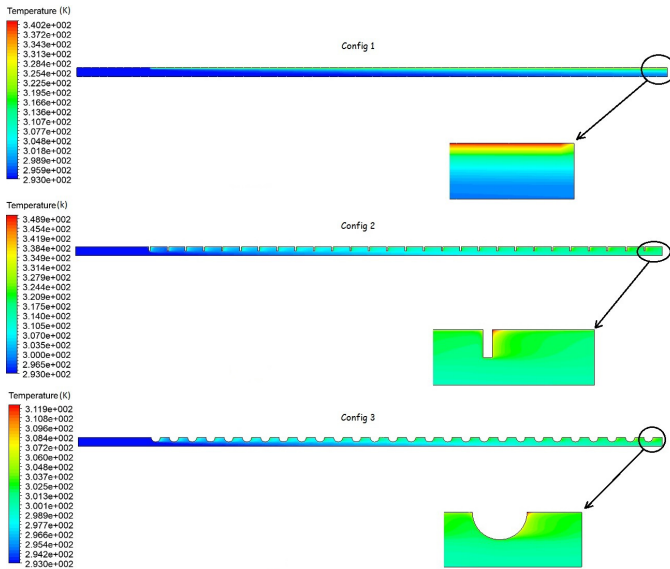 Temperature (K)
3.402e+002
3.372e+002
3.343e+002
3.313e+002
3.284e+002
3.254e+002
3.225e+002
3.195e+002
3.166e+002
3.136e+002
3.107e+002
3.077e+002
3.048e+002
3.018e+002
2.989e+002
2.959e+002
2.930e+002
Config 1
Temperature (k)
3.489e+002
3.454e+002
3.419e+002
3.384e+002
3.349e+002
3.314e+002
3.279e+002
3.244e+002
3.209e+002
3.174e+002
3.140e+002
3.105e+002
3.070e+002
3.035e+002
3.000e+002
2.965e+002
2.930e+002
Config 2
Temperature (K)
3.119e+002
3.108e+002
3.096e+002
3.084e+002
3.072e+002
3.060e+002
3.048e+002
3.037e+002
3.025e+002
3.013e+002
3.001e+002
2.989e+002
2.977e+002
2.966e+002
2.954e+002
2.942e+002
2.930e+002
Config 3